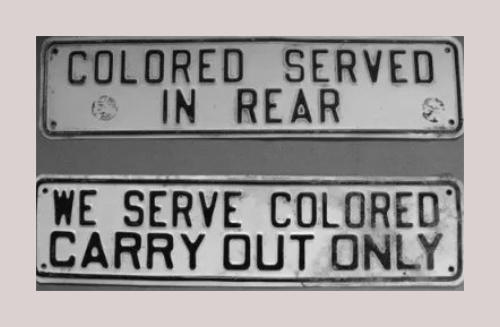 COLORED SERVED
IN REAR
WE SERVE COLORED
CARRY OUT ONLY